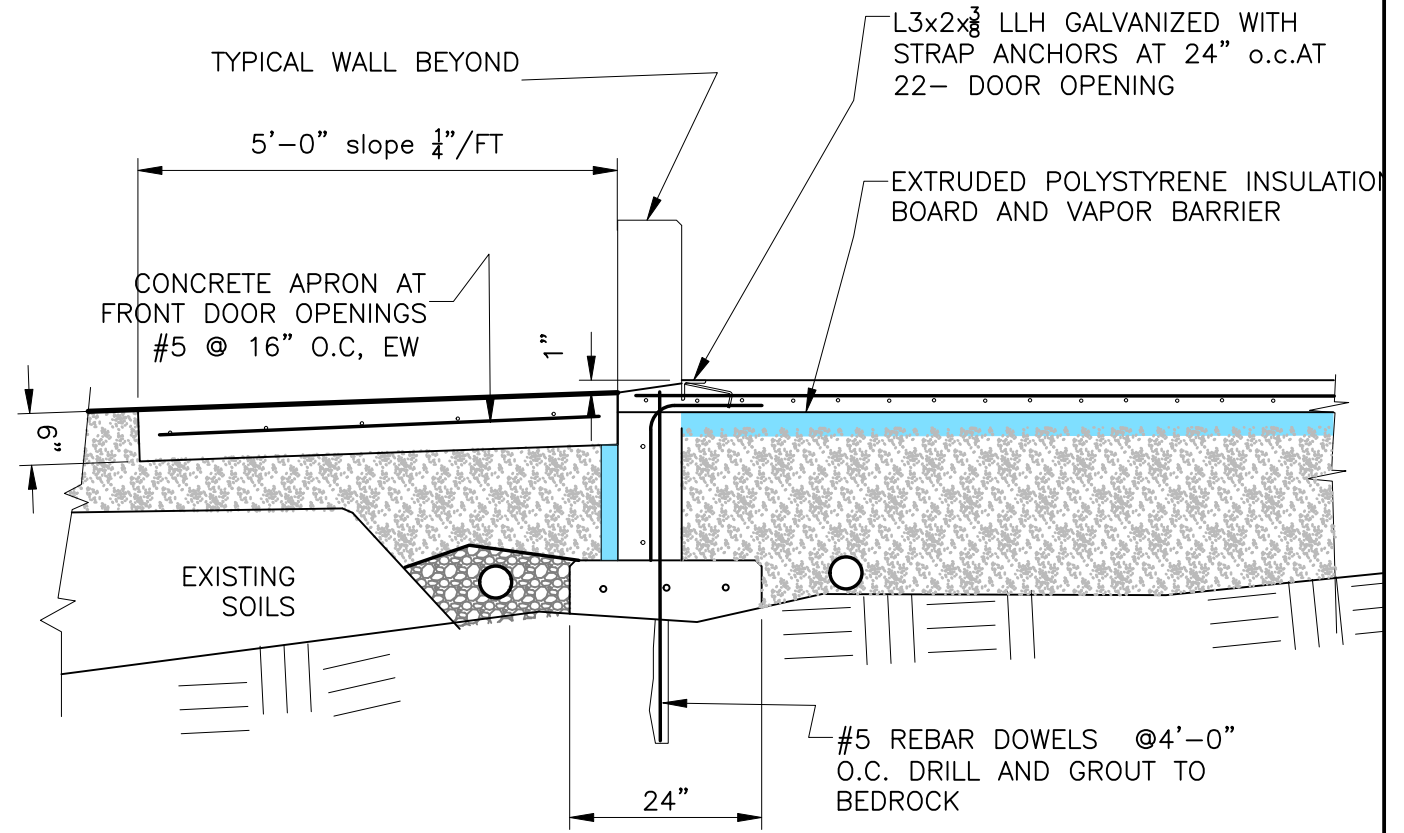 L3x2x3/8 LLH GALVANIZED WITH
STRAP ANCHORS AT 24" o.c.AT
22- DOOR OPENING
TYPICAL WALL BEYOND
5'-0" slope 1/4"/FT
EXTRUDED POLYSTYRENE INSULATION
BOARD AND VAPOR BARRIER
CONCRETE APRON AT
FRONT DOOR OPENINGS
#5 @ 16" O.C, EW
1"
6"
EXISTING
SOILS
#5 REBAR DOWELS @4'-0"
O.C. DRILL AND GROUT TO
BEDROCK
24"